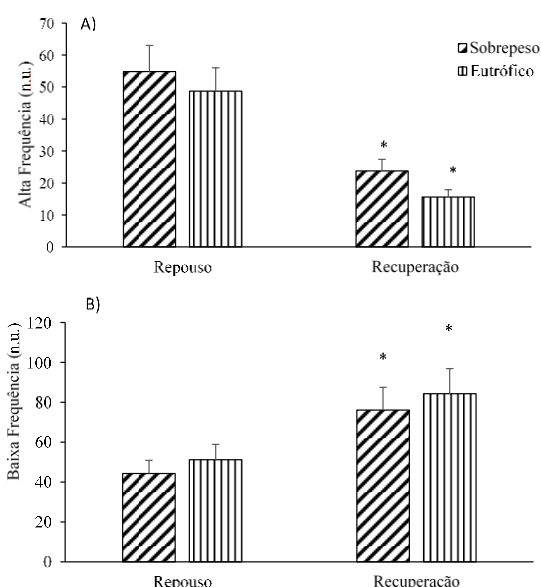 A)
70
60
50
40
30
20
10
0
Alta Frequência (n.u.)
Sobrepeso
Eutrófico
*
*
Repouso Recuperação
B)
120
100
80
60
40
20
0
Baixa Frequência (n.u.)
*
*
Repouso Recuperação